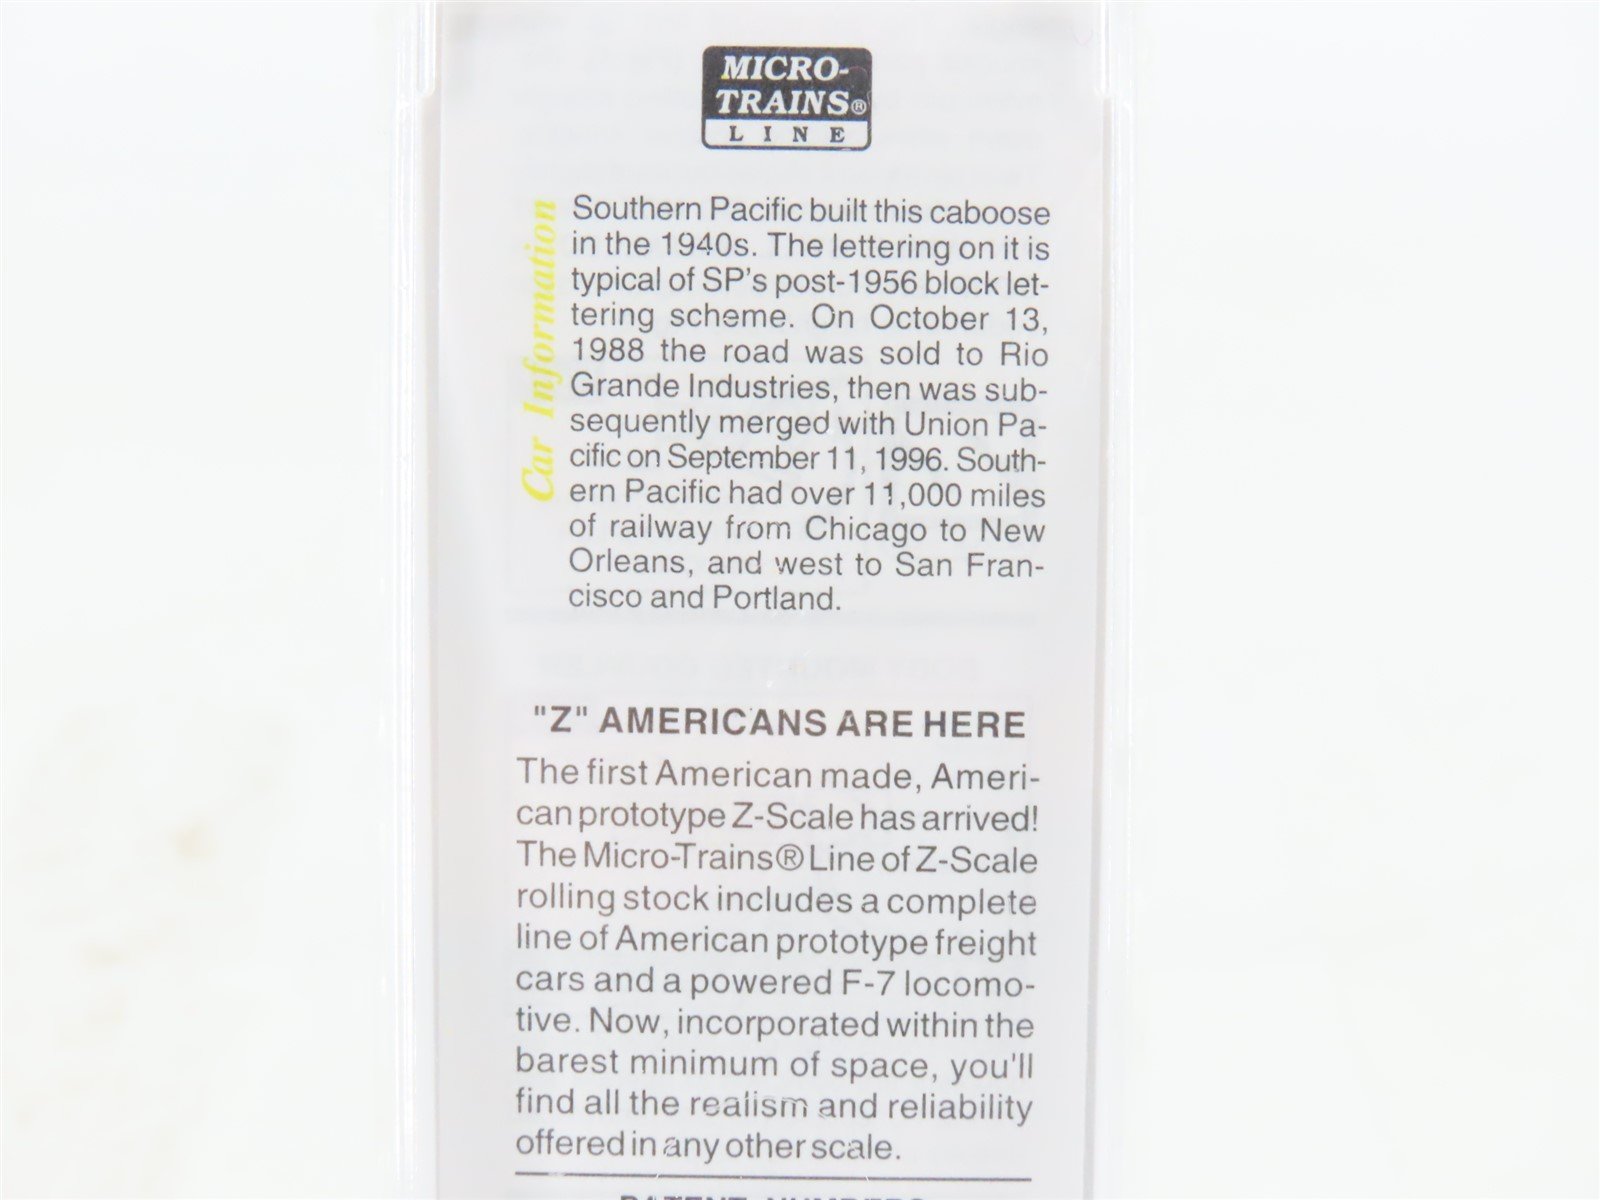 MICRO-
TRAINS®
LINE
Car Information
Southern Pacific built this caboose
in the 1940s. The lettering on it is
typical of SP's post-1956 block let-
tering scheme. On October 13,
1988 the road was sold to Rio
Grande Industries, then was sub-
sequently merged with Union Pa-
cific on September 11, 1996. South-
ern Pacific had over 11,000 miles
of railway from Chicago to New
Orleans, and west to San Fran-
cisco and Portland.
"Z" AMERICANS ARE HERE
The first American made, Ameri-
can prototype Z-Scale has arrived!
The Micro-Trains® Line of Z-Scale
rolling stock includes a complete
line of American prototype freight
cars and a powered F-7 locomo-
tive. Now, incorporated within the
barest minimum of space, you'll
find all the realism and reliability
offered in any other scale.
PATENT NUMBERS